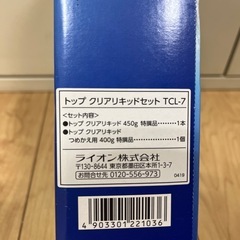 トップ クリアリキッドセット TCL-7
<セット内容>
●トップ クリアリキッド 450g 特撰品………1本
●トップ クリアリキッド
つめかえ用 400g 特撰品………1個
ライオン株式会社
〒130-8644 東京都墨田区本所1-3-7
お問い合わせ 0120-556-973
0419
4 903301 221036